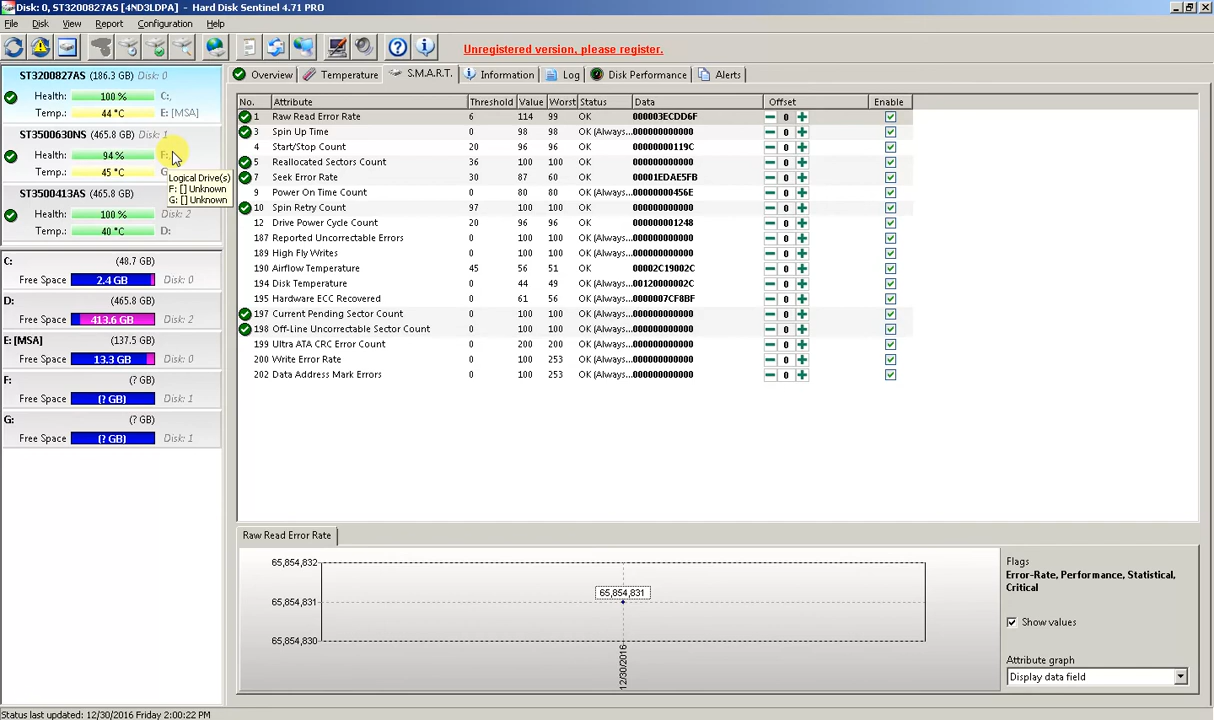 Disk: 0, ST3200827AS [4ND3LDPA] - Hard Disk Sentinel 4.71 PRO
File Disk View Report Configuration Help
Unregistered version, please register.
ST3200827AS (186.3 GB) Disk: 0
Health: 100 % C:,
Temp.: 44 °C E: [MSA]
ST3500630NS (465.8 GB) Disk: 1
Health: 94 % F:,
Temp.: 45 °C G
Logical Drive(s)
F: [] Unknown
G: [] Unknown
ST3500413AS (465.8 GB)
Health: 100 % Disk: 2
Temp.: 40 °C D:
C: (48.7 GB)
Free Space 2.4 GB Disk: 0
D: (465.8 GB)
Free Space 413.6 GB Disk: 2
E: [MSA] (137.5 GB)
Free Space 13.3 GB Disk: 0
F: (? GB)
Free Space (? GB) Disk: 1
G: (? GB)
Free Space (? GB) Disk: 1
Overview Temperature S.M.A.R.T. Information Log Disk Performance Alerts
No. Attribute Threshold Value Worst Status Data Offset Enable
1 Raw Read Error Rate 6 114 99 OK 000003ECDD6F 0
3 Spin Up Time 0 98 98 OK (Always... 000000000000 0
4 Start/Stop Count 20 96 96 OK 00000000119C 0
5 Reallocated Sectors Count 36 100 100 OK 000000000000 0
7 Seek Error Rate 30 87 60 OK 00001EDAE5FB 0
9 Power On Time Count 0 80 80 OK (Always... 00000000456E 0
10 Spin Retry Count 97 100 100 OK 000000000000 0
12 Drive Power Cycle Count 20 96 96 OK 000000001248 0
187 Reported Uncorrectable Errors 0 100 100 OK (Always... 000000000000 0
189 High Fly Writes 0 100 100 OK (Always... 000000000000 0
190 Airflow Temperature 45 56 51 OK 00002C19002C 0
194 Disk Temperature 0 44 49 OK (Always... 00120000002C 0
195 Hardware ECC Recovered 0 61 56 OK (Always... 0000007CF8BF 0
197 Current Pending Sector Count 0 100 100 OK (Always... 000000000000 0
198 Off-Line Uncorrectable Sector Count 0 100 100 OK (Always... 000000000000 0
199 Ultra ATA CRC Error Count 0 200 200 OK (Always... 000000000000 0
200 Write Error Rate 0 100 253 OK (Always... 000000000000 0
202 Data Address Mark Errors 0 100 253 OK (Always... 000000000000 0
Raw Read Error Rate
65,854,832
65,854,831
65,854,831
65,854,830
12/30/2016
Flags
Error-Rate, Performance, Statistical,
Critical
Show values
Attribute graph
Display data field
Status last updated: 12/30/2016 Friday 2:00:22 PM